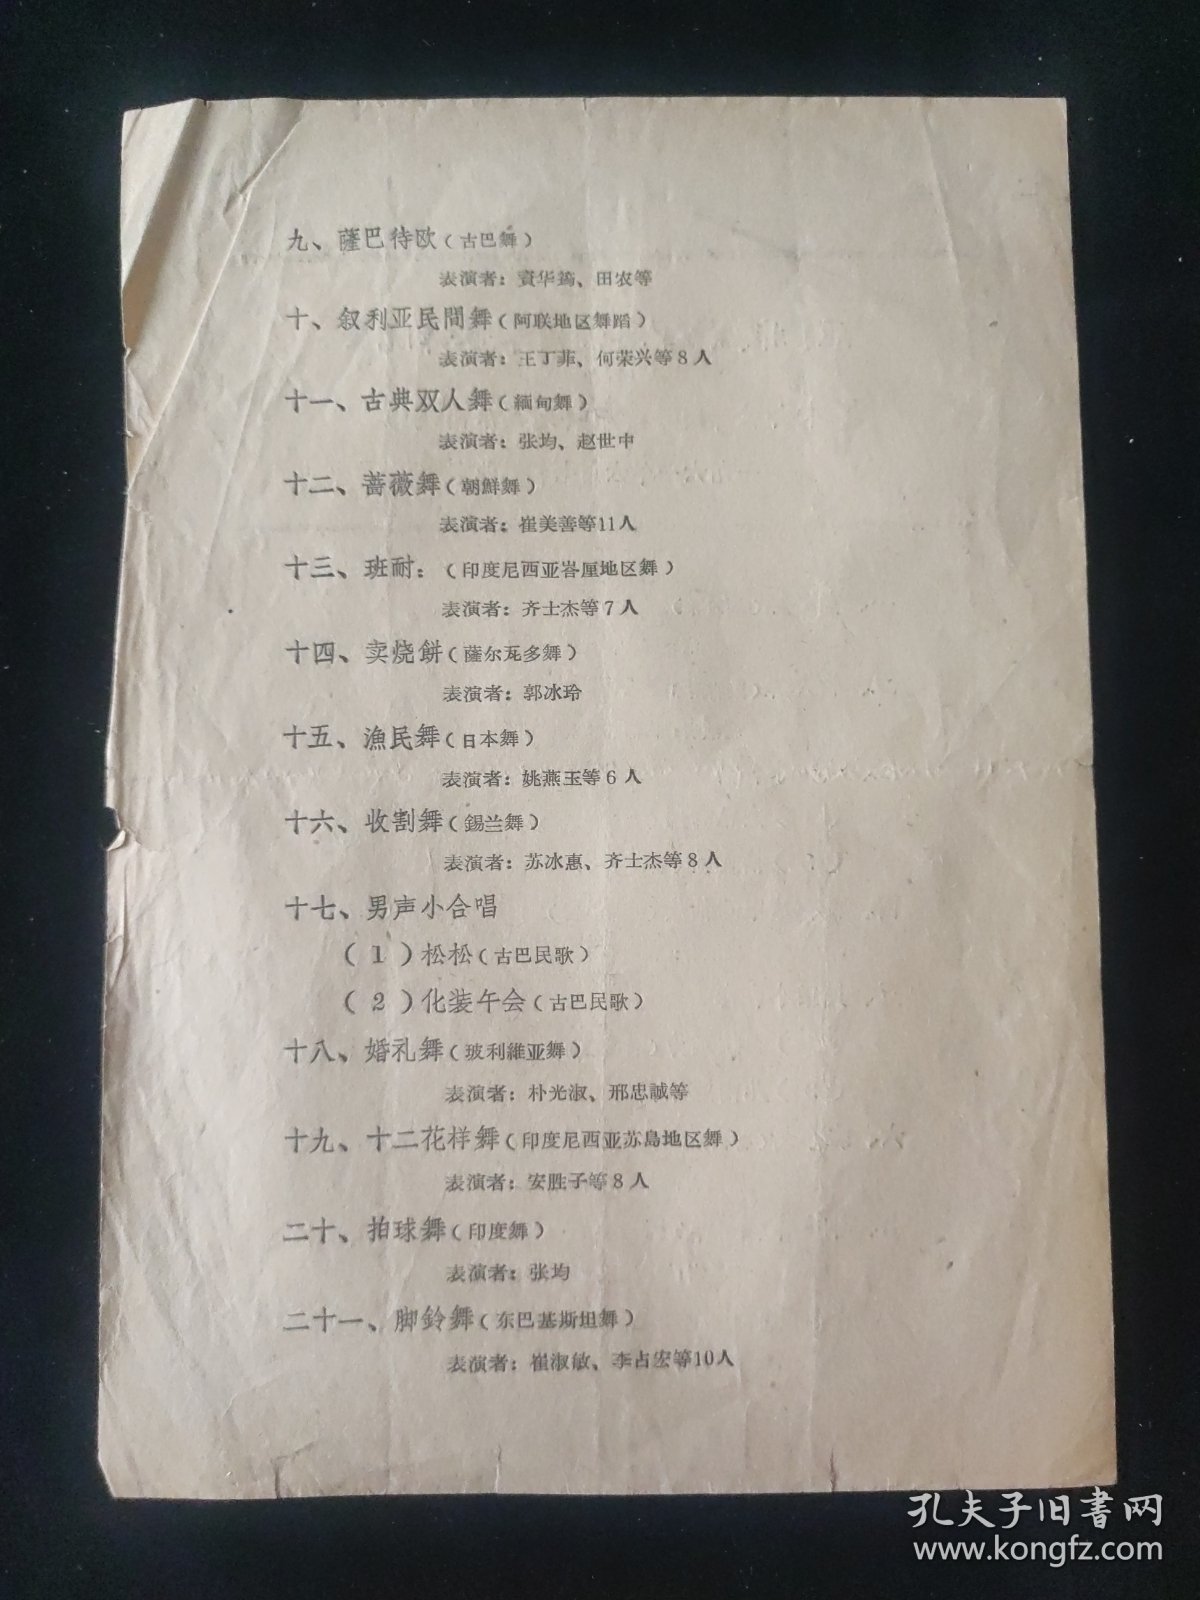 九、薩巴待欧（古巴舞）
表演者：資华筠、田农等
十、叙利亚民間舞（阿联地区舞蹈）
表演者：王丁菲、何荣兴等8人
十一、古典双人舞（緬甸舞）
表演者：张均、赵世中
十二、蔷薇舞（朝鮮舞）
表演者：崔美善等11人
十三、班耐：（印度尼西亚峇厘地区舞）
表演者：齐士杰等7人
十四、卖烧餅（薩尔瓦多舞）
表演者：郭冰玲
十五、漁民舞（日本舞）
表演者：姚燕玉等6人
十六、收割舞（錫兰舞）
表演者：苏冰惠、齐士杰等8人
十七、男声小合唱
（1）松松（古巴民歌）
（2）化装午会（古巴民歌）
十八、婚礼舞（玻利維亚舞）
表演者：朴光淑、邢忠誠等
十九、十二花样舞（印度尼西亚苏島地区舞）
表演者：安胜子等8人
二十、拍球舞（印度舞）
表演者：张均
二十一、脚鈴舞（东巴基斯坦舞）
表演者：崔淑敏、李占宏等10人
孔夫子旧书网
www.kongfz.com